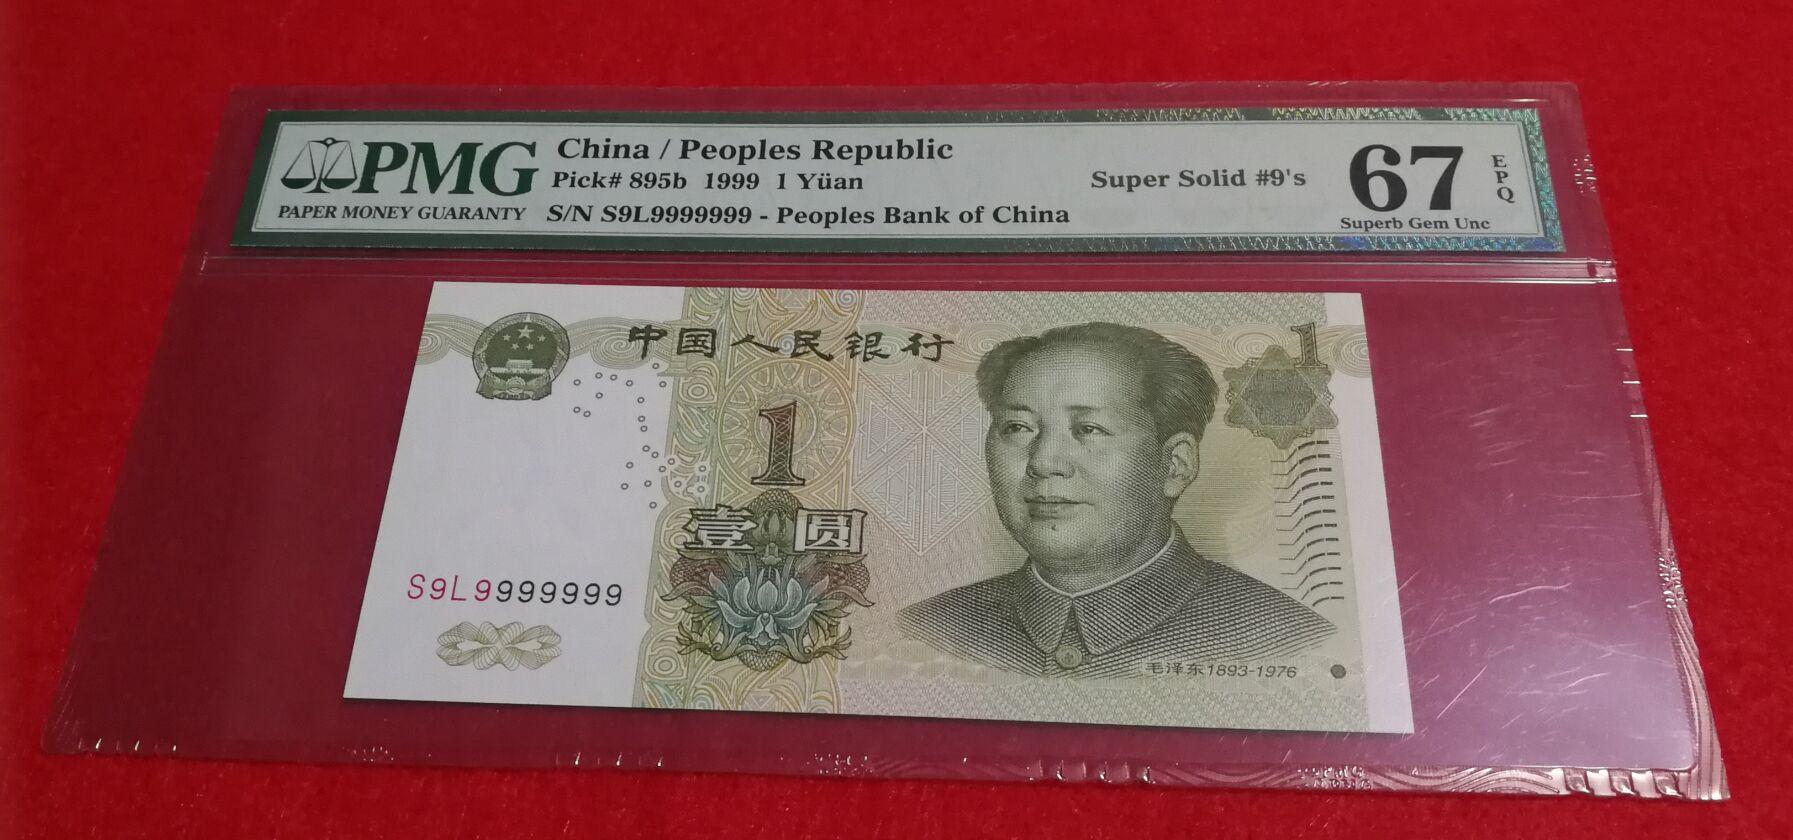 PMG
PAPER MONEY GUARANTY
China / Peoples Republic
Pick# 895b 1999 1 Yüan
S/N S9L9999999 - Peoples Bank of China
Super Solid #9's
67
EPQ
Superb Gem Unc
中国人民银行
1
1
壹圆
S9L9999999
毛泽东1893-1976